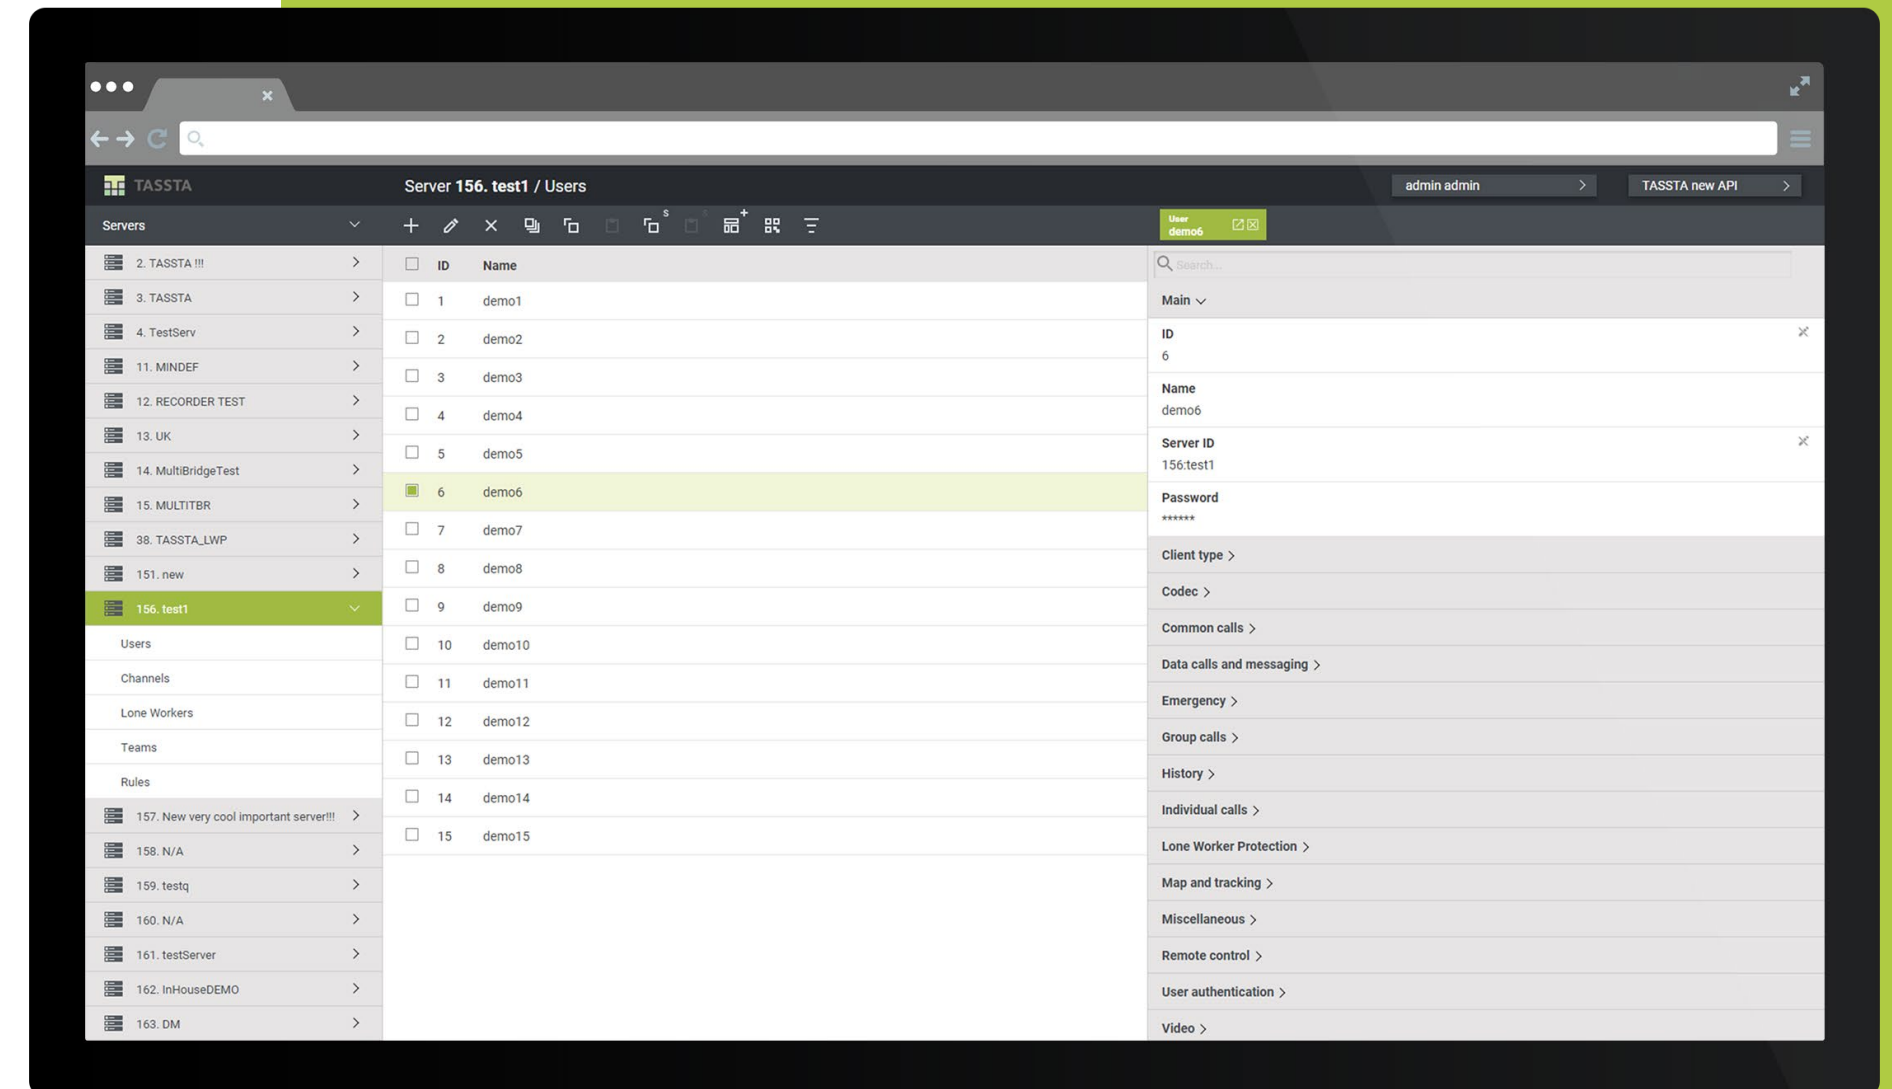 TASSTA
Server 156. test1 / Users
admin admin
TASSTA new API
Servers
S
User
demo6
2. TASSTA !!!
3. TASSTA
4. TestServ
11. MINDEF
12. RECORDER TEST
13. UK
14. MultiBridgeTest
15. MULTITBR
38. TASSTA_LWP
151. new
156. test1
Users
Channels
Lone Workers
Teams
Rules
157. New very cool important server!!!
158. N/A
159. testq
160. N/A
161. testServer
162. InHouseDEMO
163. DM
ID Name
1 demo1
2 demo2
3 demo3
4 demo4
5 demo5
6 demo6
7 demo7
8 demo8
9 demo9
10 demo10
11 demo11
12 demo12
13 demo13
14 demo14
15 demo15
Search...
Main
ID
6
Name
demo6
Server ID
156:test1
Password
******
Client type
Codec
Common calls
Data calls and messaging
Emergency
Group calls
History
Individual calls
Lone Worker Protection
Map and tracking
Miscellaneous
Remote control
User authentication
Video